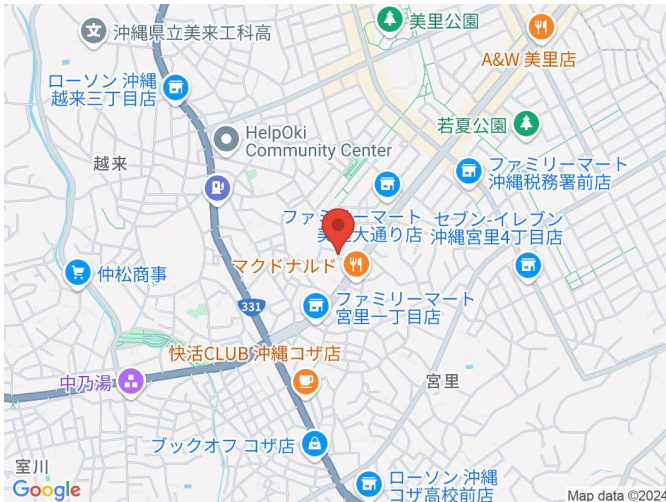 美里公園
沖縄県立美来工科高
A&W 美里店
ローソン 沖縄
越来三丁目店
若夏公園
HelpOki
Community Center
越来
ファミリーマート
沖縄税務署前店
ファミリーマート
大通り店
セブン-イレブン
沖縄宮里4丁目店
マクドナルド
仲松商事
ファミリーマート
宮里一丁目店
331
快活CLUB 沖縄コザ店
中乃湯
宮里
ブックオフ コザ店
室川
ローソン 沖縄
コザ高校前店
Google
Map data ©2024